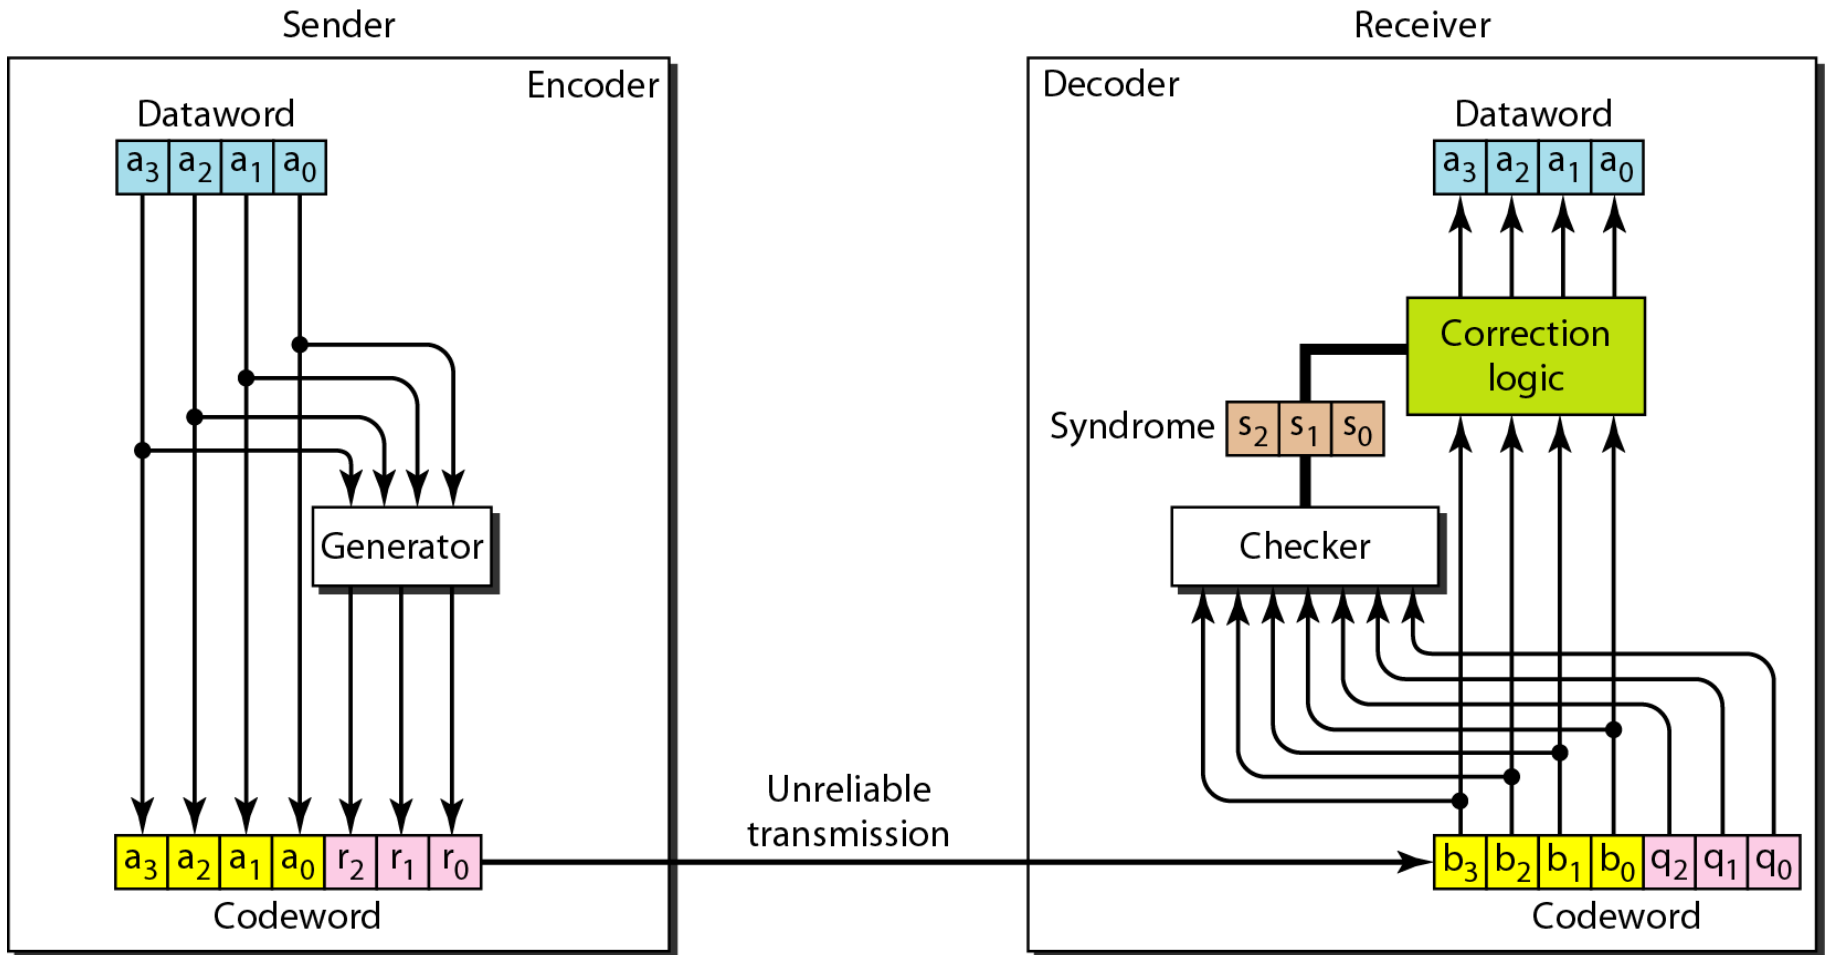 Sender
Encoder
Dataword
a3 a2 a1 a0
Generator
a3 a2 a1 a0 r2 r1 r0
Codeword
Unreliable
transmission
Receiver
Decoder
Dataword
a3 a2 a1 a0
Correction
logic
Syndrome s2 s1 s0
Checker
b3 b2 b1 b0 q2 q1 q0
Codeword